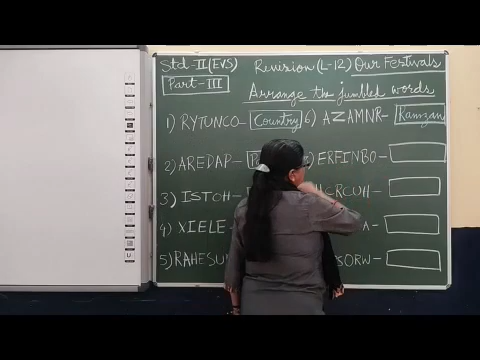 Std-II(EVS) Revision (L-12) Our Festivals
Part-III
Arrange the jumbled words
1) RYTUNCO- Country 6) AZAMNR- Ramzan
2) AREDAP- ) ERFINBO-
3) ISTOH- HCRCUH-
4) XIELE-
5) RAHESU SORW-